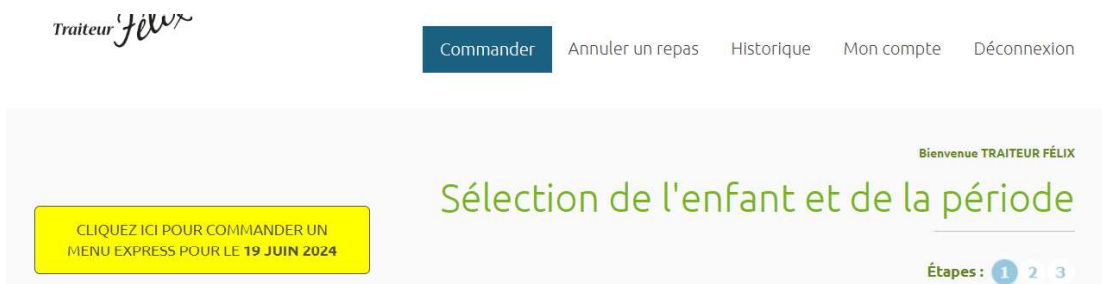 Traiteur Félix
Commander Annuler un repas Historique Mon compte Déconnexion
Bienvenue TRAITEUR FÉLIX
Sélection de l'enfant et de la période
CLIQUEZ ICI POUR COMMANDER UN
MENU EXPRESS POUR LE 19 JUIN 2024
Étapes : 1 2 3